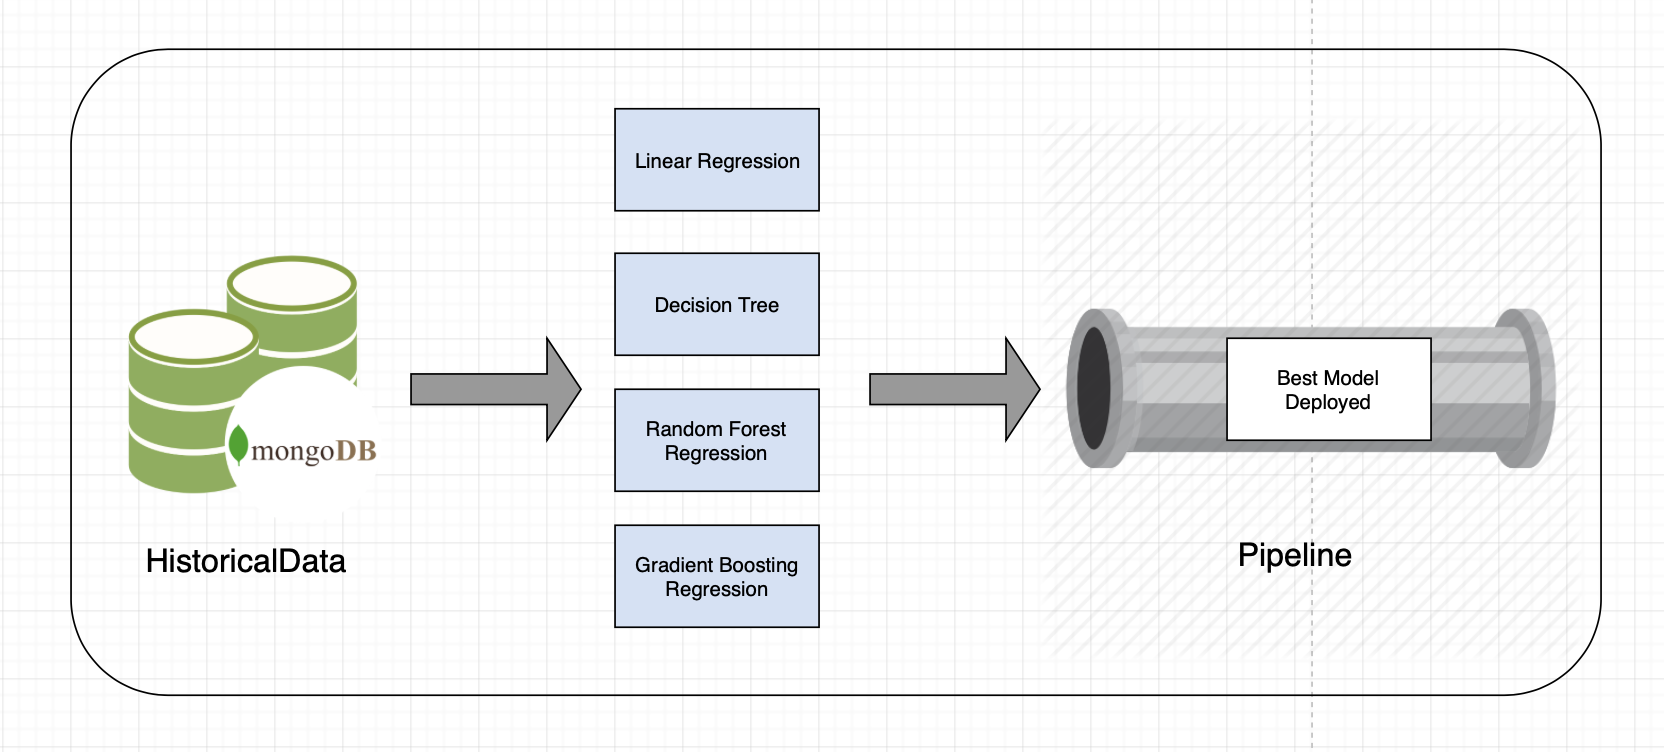 Linear Regression
Decision Tree
Random Forest
Regression
Gradient Boosting
Regression
mongoDB
HistoricalData
Best Model
Deployed
Pipeline